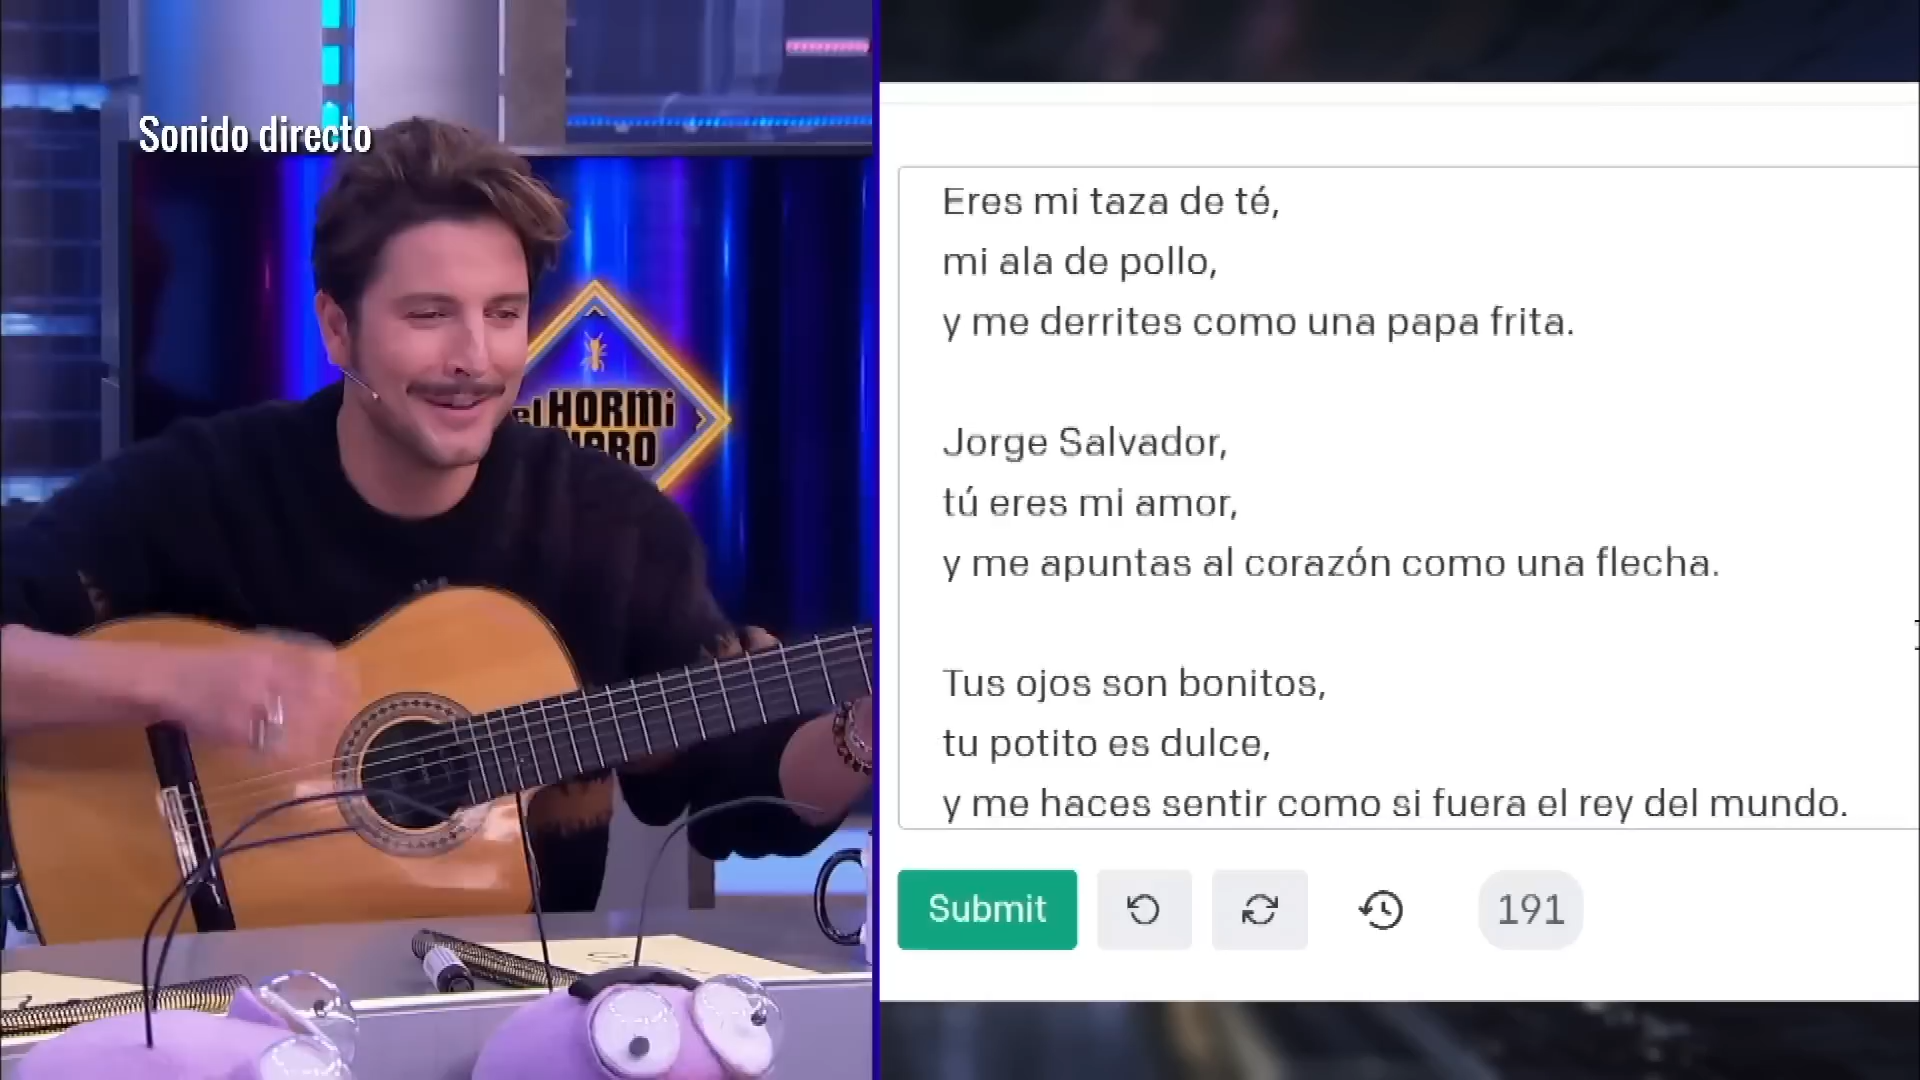 Sonido directo
el HORMI
Eres mi taza de té,
mi ala de pollo,
y me derrites como una papa frita.
Jorge Salvador,
tú eres mi amor,
y me apuntas al corazón como una flecha.
Tus ojos son bonitos,
tu potito es dulce,
y me haces sentir como si fuera el rey del mundo.
Submit
191